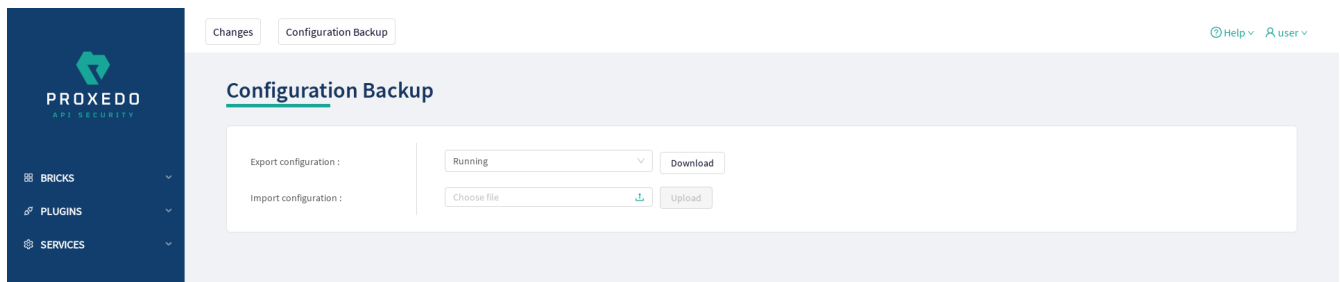 Changes
Configuration Backup
Help
user
PROXEDO
API SECURITY
BRICKS
PLUGINS
SERVICES
Configuration Backup
Export configuration :
Running
Download
Import configuration :
Choose file
Upload